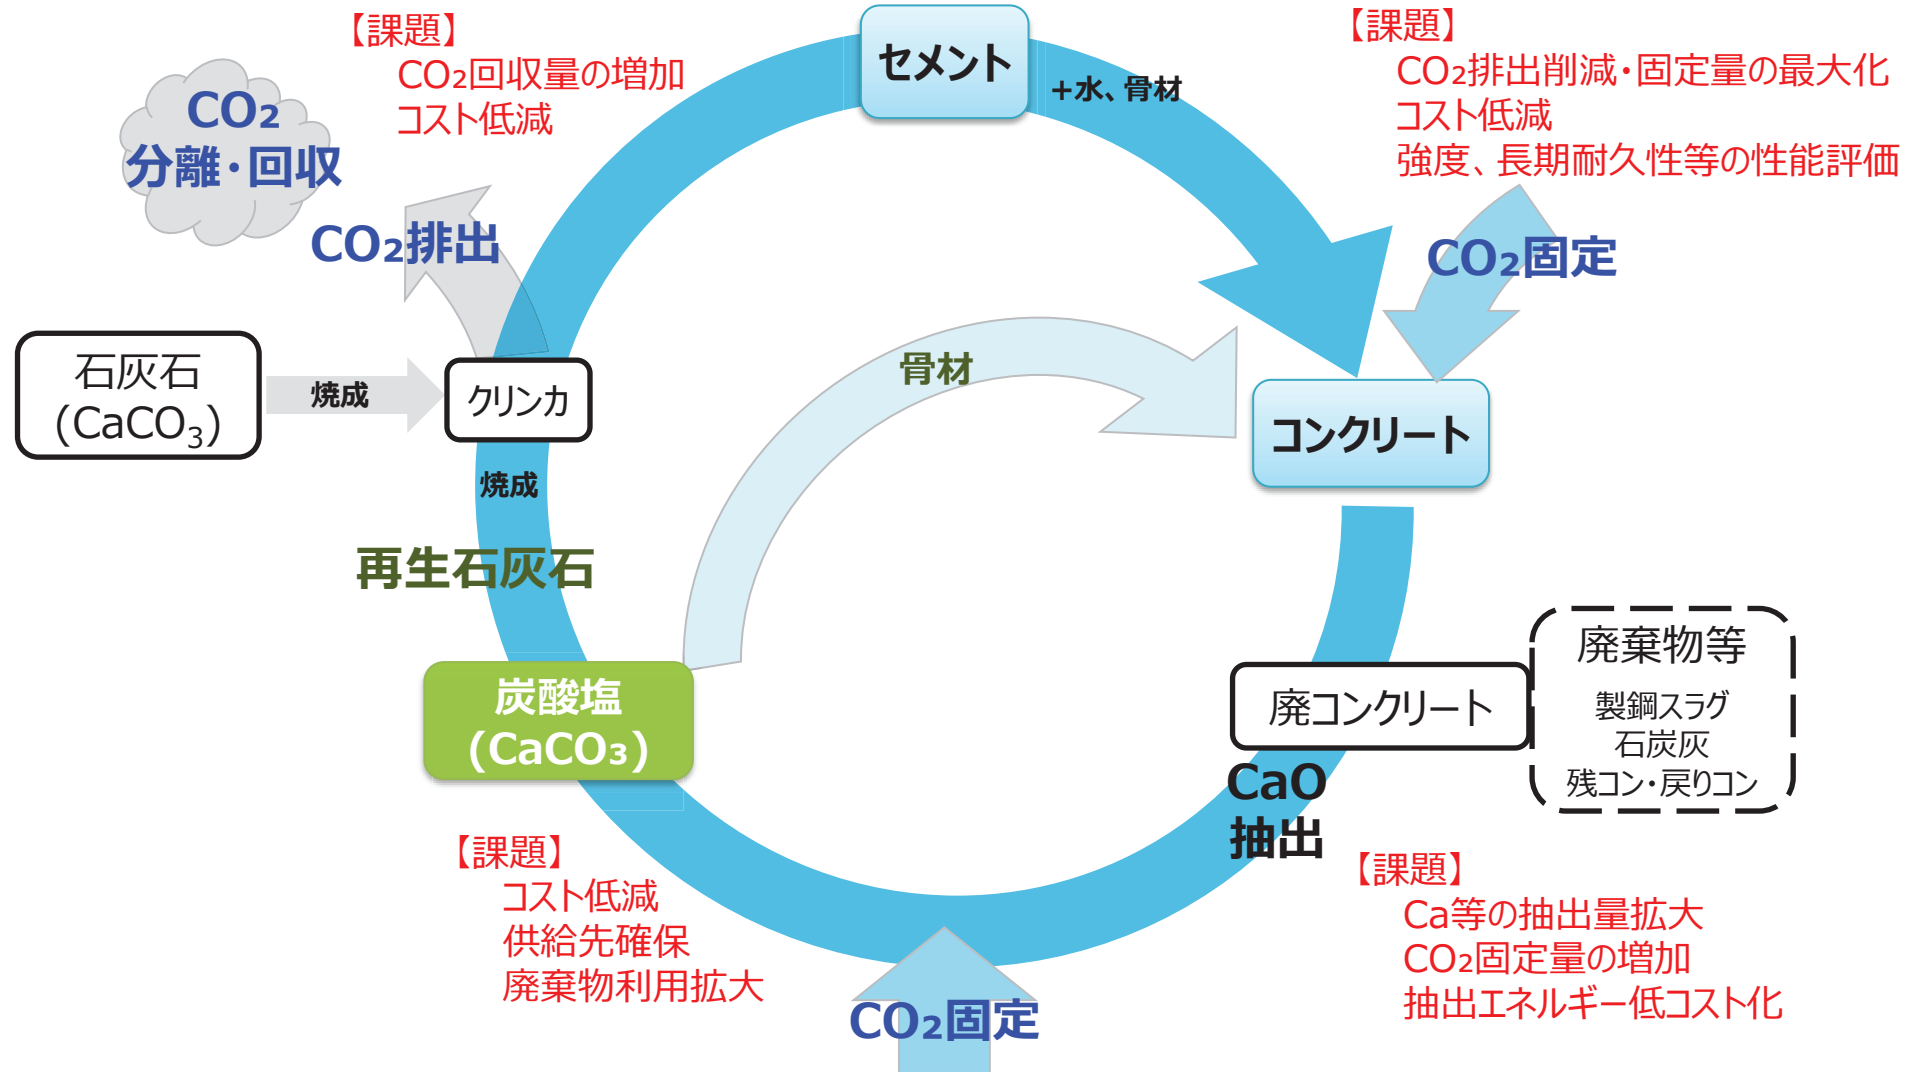 【課題】
CO₂回収量の増加
コスト低減
CO₂
分離・回収
CO₂排出
セメント
+水、骨材
【課題】
CO₂排出削減・固定量の最大化
コスト低減
強度、長期耐久性等の性能評価
CO₂固定
石灰石
(CaCO₃)
焼成
クリンカ
焼成
骨材
コンクリート
再生石灰石
炭酸塩
(CaCO₃)
廃コンクリート
廃棄物等
製鋼スラグ
石炭灰
残コン・戻りコン
CaO
抽出
【課題】
コスト低減
供給先確保
廃棄物利用拡大
CO₂固定
【課題】
Ca等の抽出量拡大
CO₂固定量の増加
抽出エネルギー低コスト化